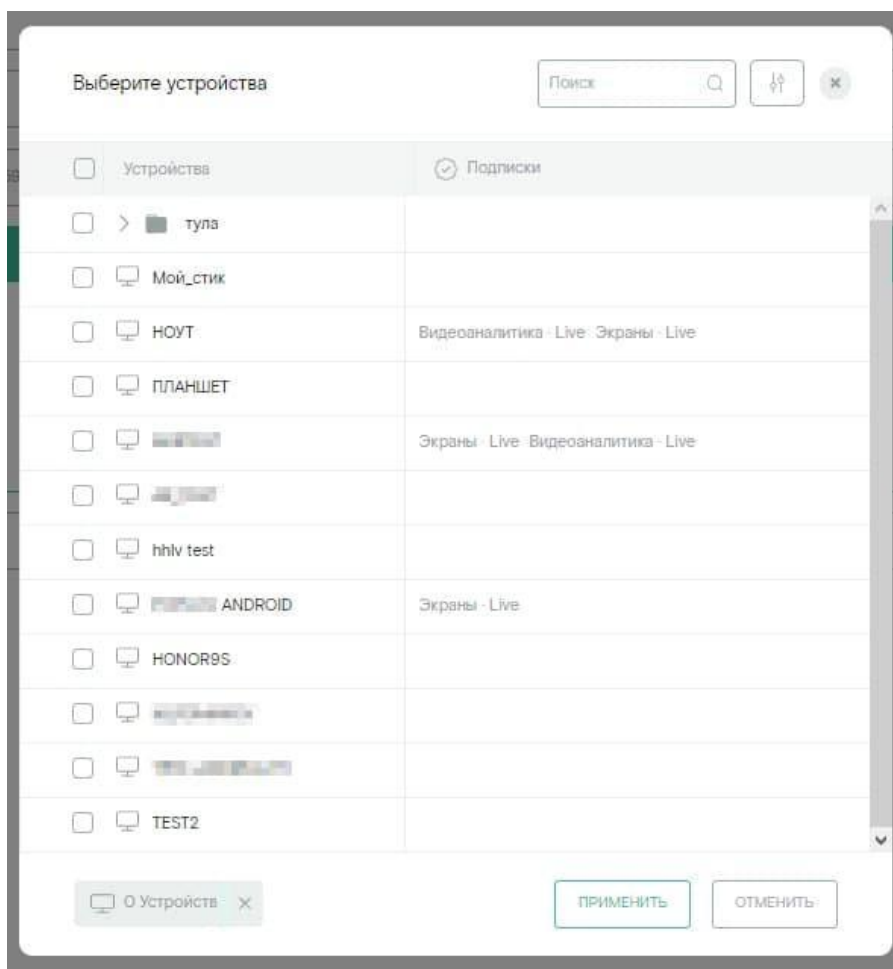 Выберите устройства
Поиск
Устройства
Подписки
тула
Мой_стик
НОУТ
Видеоаналитика · Live Экраны · Live
ПЛАНШЕТ
Экраны · Live Видеоаналитика · Live
hhlv test
ANDROID
Экраны · Live
HONOR9S
TEST2
0 Устройств
ПРИМЕНИТЬ
ОТМЕНИТЬ